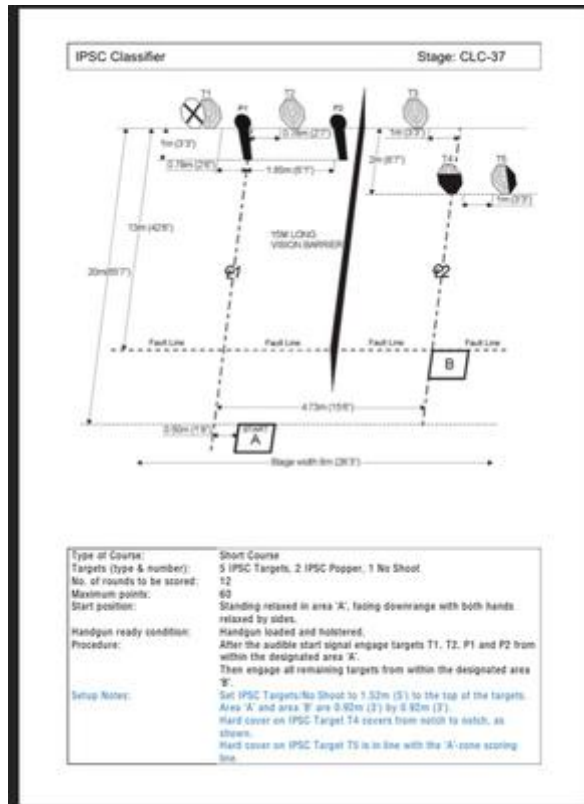 IPSC Classifier Stage: CLC-37
T1 T2 T3
P1 P2
0.78m (2'7")
1m (3'3") 1m (3'3")
T4 T5
2m (6'7")
0.76m (2'6")
1.85m (6'1")
1m (3'3")
13m (42'8")
15M LONG
VISION BARRIER
20m (65'7")
Fault Line Fault Line Fault Line Fault Line
B
4.73m (15'6")
START
A
Stage width 8m (26'3")
Type of Course: Short Course
Targets (type & number): 5 IPSC Targets, 2 IPSC Popper, 1 No Shoot
No. of rounds to be scored: 12
Maximum points: 60
Start position: Standing relaxed in area 'A', facing downrange with both hands
relaxed by sides.
Handgun ready condition: Handgun loaded and holstered.
Procedure: After the audible start signal engage targets T1, T2, P1 and P2 from
within the designated area 'A'.
Then engage all remaining targets from within the designated area
'B'.
Setup Notes: Set IPSC Targets/No Shoot to 1.52m (5') to the top of the targets.
Area 'A' and area 'B' are 0.92m (3') by 0.92m (3').
Hard cover on IPSC Target T4 covers from notch to notch, as
shown.
Hard cover on IPSC Target T5 is in line with the 'A'-zone scoring
line.